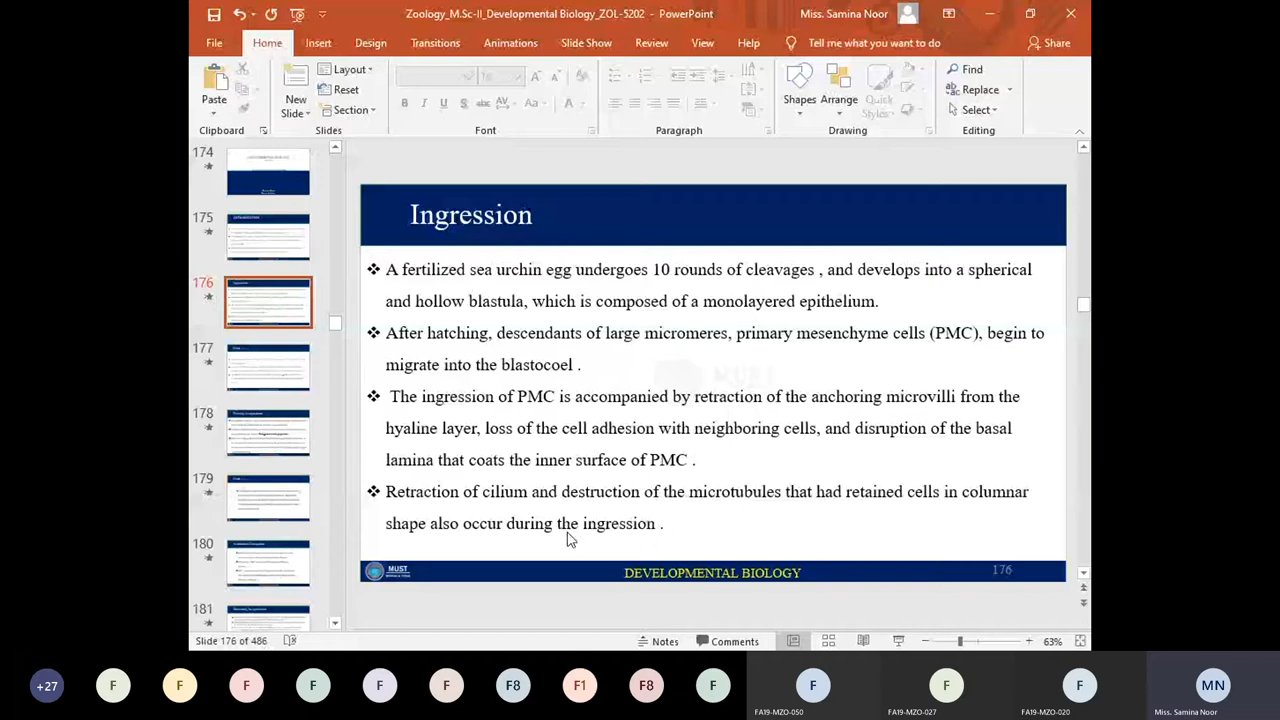 Zoology_M.Sc-II_Developmental Biology_ZOL-5202 - PowerPoint
Miss. Samina Noor
File Home Insert Design Transitions Animations Slide Show Review View Help Tell me what you want to do Share
Paste
New
Slide
Layout
Reset
Section
Shapes
Arrange
Quick
Styles
Find
Replace
Select
Clipboard Slides Font Paragraph Drawing Editing
174
175
176
177
178
179
180
181
Ingression
❖ A fertilized sea urchin egg undergoes 10 rounds of cleavages , and develops into a spherical
and hollow blastula, which is composed of a monolayered epithelium.
❖ After hatching, descendants of large micromeres, primary mesenchyme cells (PMC), begin to
migrate into the blastocoel .
❖ The ingression of PMC is accompanied by retraction of the anchoring microvilli from the
hyaline layer, loss of the cell adhesion with neighboring cells, and disruption of the basal
lamina that coats the inner surface of PMC .
❖ Retraction of cilium and destruction of the microtubules that had retained cells in columnar
shape also occur during the ingression .
MUST
DEVELOPMENTAL BIOLOGY
176
Slide 176 of 486
Notes Comments
63%
+27 F F F F F F F8 F1 F8 F F F F MN
FA19-MZO-050 FA19-MZO-027 FA19-MZO-020 Miss. Samina Noor